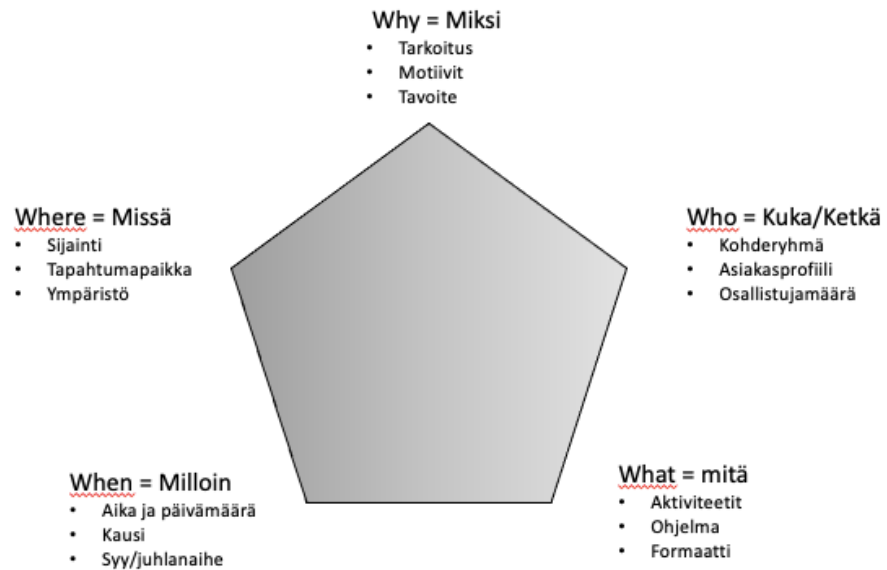 Why = Miksi
• Tarkoitus
• Motiivit
• Tavoite
Where = Missä
• Sijainti
• Tapahtumapaikka
• Ympäristö
Who = Kuka/Ketkä
• Kohderyhmä
• Asiakasprofiili
• Osallistujamäärä
When = Milloin
• Aika ja päivämäärä
• Kausi
• Syy/juhlanaihe
What = mitä
• Aktiviteetit
• Ohjelma
• Formaatti